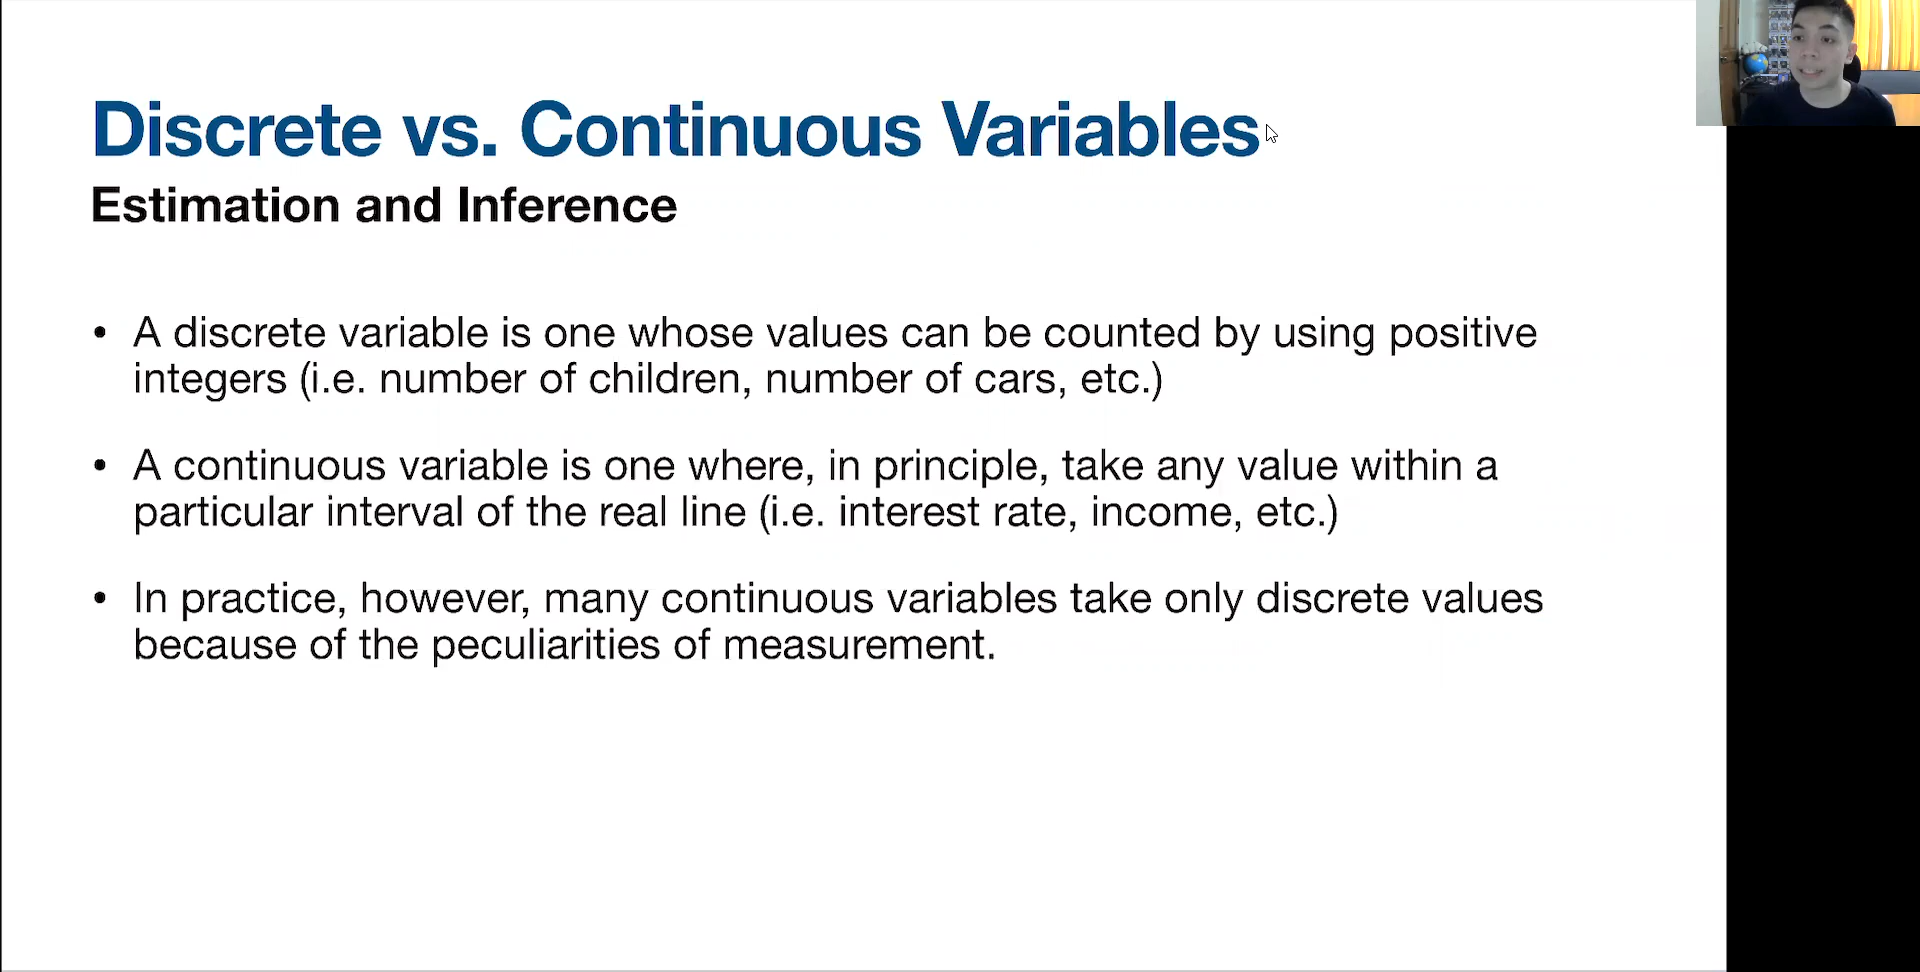 Discrete vs. Continuous Variables
Estimation and Inference
• A discrete variable is one whose values can be counted by using positive
integers (i.e. number of children, number of cars, etc.)
• A continuous variable is one where, in principle, take any value within a
particular interval of the real line (i.e. interest rate, income, etc.)
• In practice, however, many continuous variables take only discrete values
because of the peculiarities of measurement.